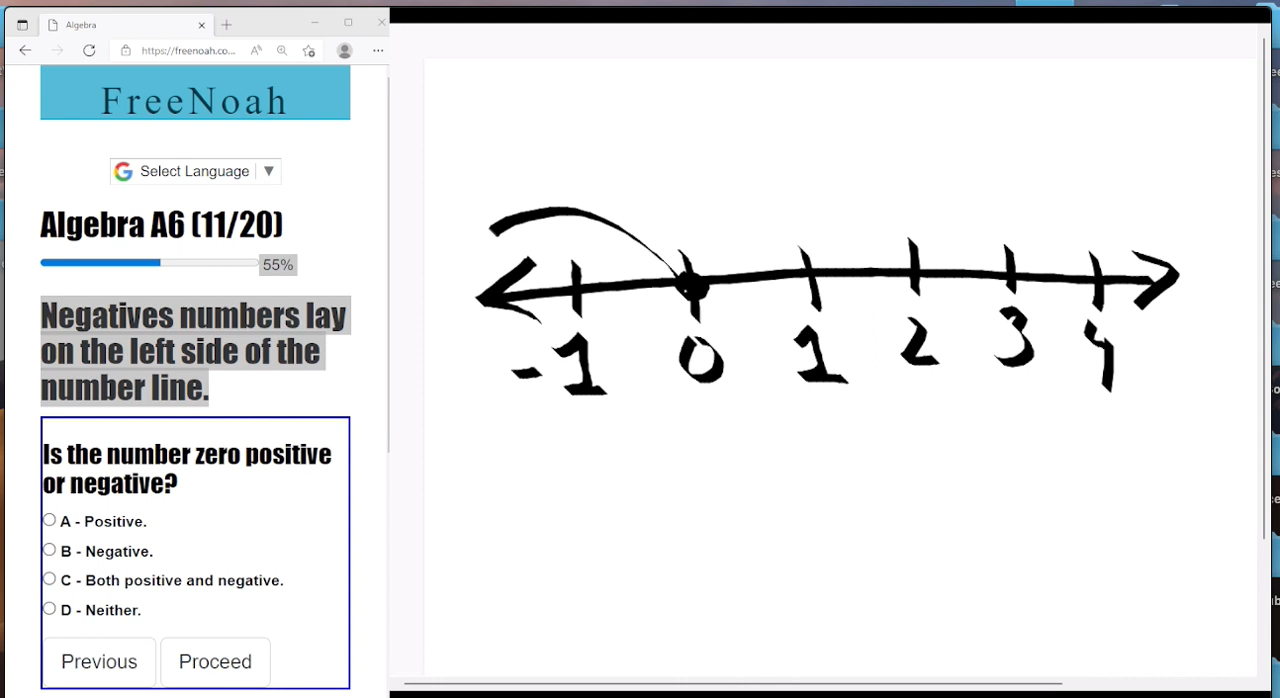 Algebra
https://freenoah.co...
FreeNoah
Select Language
Algebra A6 (11/20)
55%
Negatives numbers lay
on the left side of the
number line.
Is the number zero positive
or negative?
A - Positive.
B - Negative.
C - Both positive and negative.
D - Neither.
Previous Proceed
-1 0 1 2 3 4